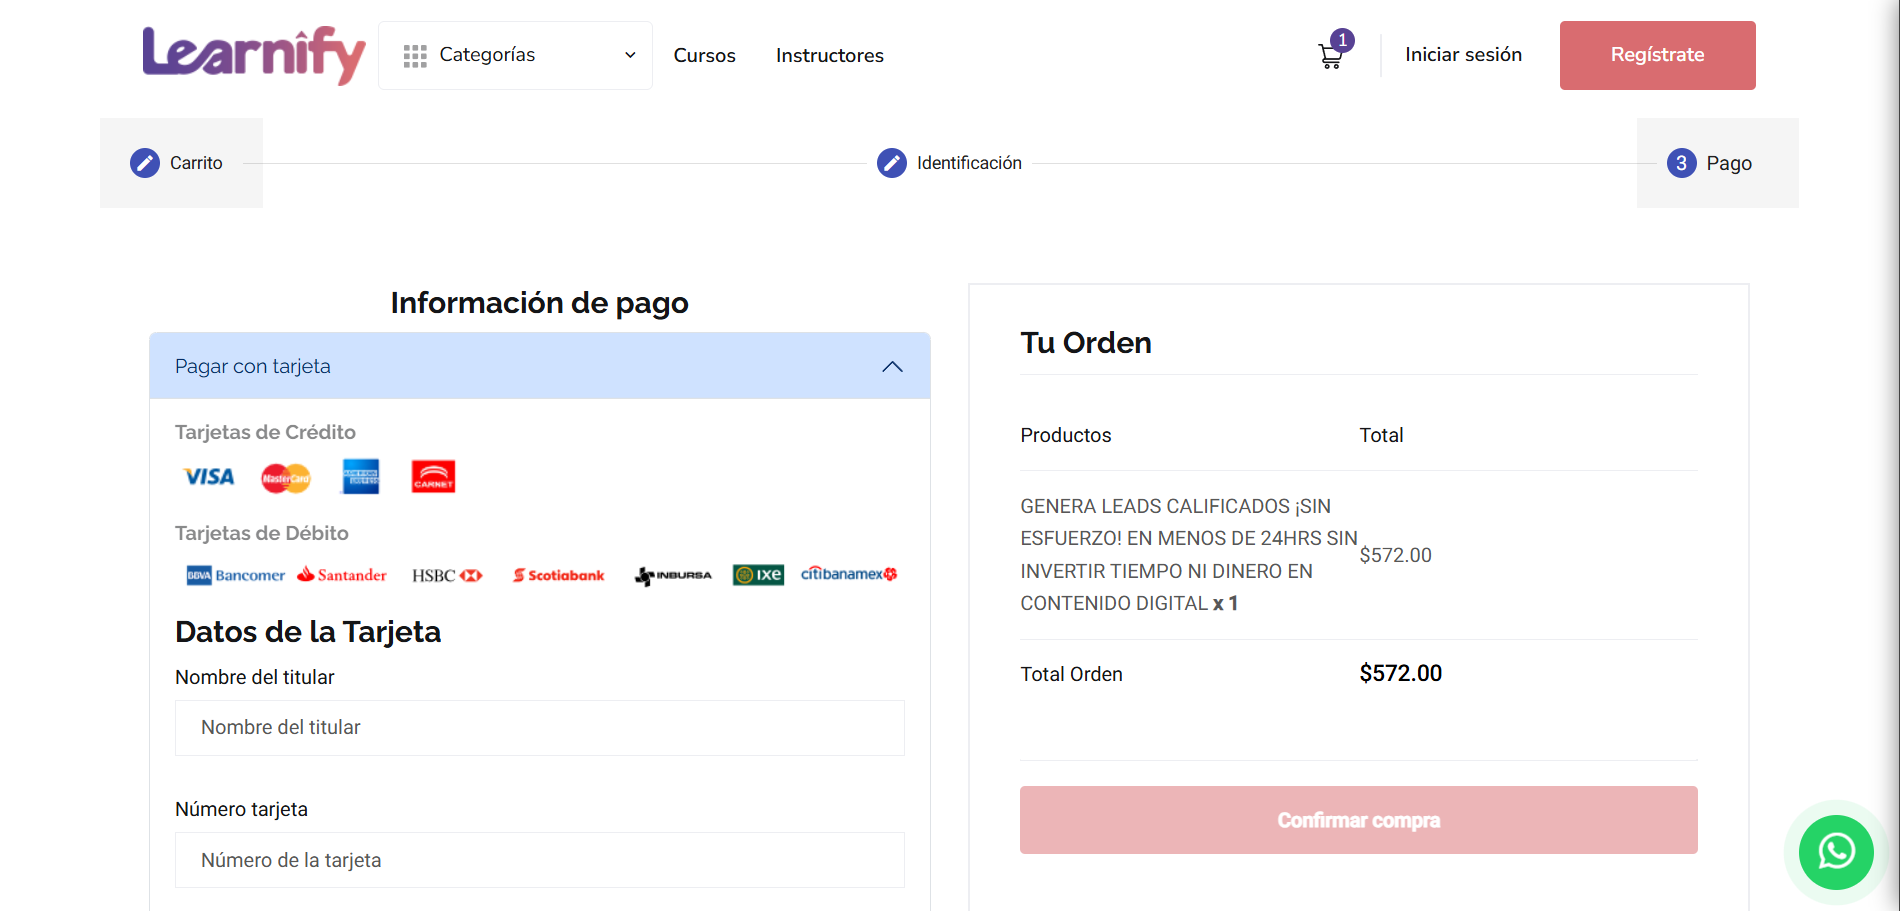 Learnify
Categorías
Cursos
Instructores
1
Iniciar sesión
Regístrate
Carrito
Identificación
3 Pago
Información de pago
Pagar con tarjeta
Tarjetas de Crédito
VISA MasterCard AMERICAN EXPRESS CARNET
Tarjetas de Débito
BBVA Bancomer Santander HSBC Scotiabank INBURSA IXE citibanamex
Datos de la Tarjeta
Nombre del titular
Nombre del titular
Número tarjeta
Número de la tarjeta
Tu Orden
Productos Total
GENERA LEADS CALIFICADOS ¡SIN
ESFUERZO! EN MENOS DE 24HRS SIN
INVERTIR TIEMPO NI DINERO EN
CONTENIDO DIGITAL x 1
$572.00
Total Orden $572.00
Confirmar compra